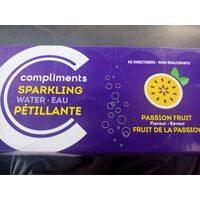 NO SWEETENERS • SANS ÉDULCORANTS
compliments
SPARKLING
WATER • EAU
PÉTILLANTE
PASSION FRUIT
Flavour • Saveur
FRUIT DE LA PASSION